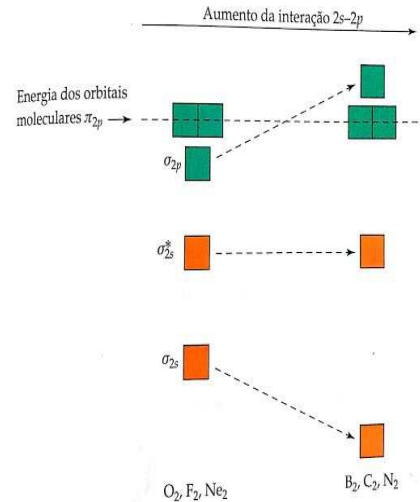 Aumento da interação 2s–2p
Energia dos orbitais
moleculares π₂ₚ
σ₂ₚ
σ*₂ₛ
σ₂ₛ
O₂, F₂, Ne₂
B₂, C₂, N₂